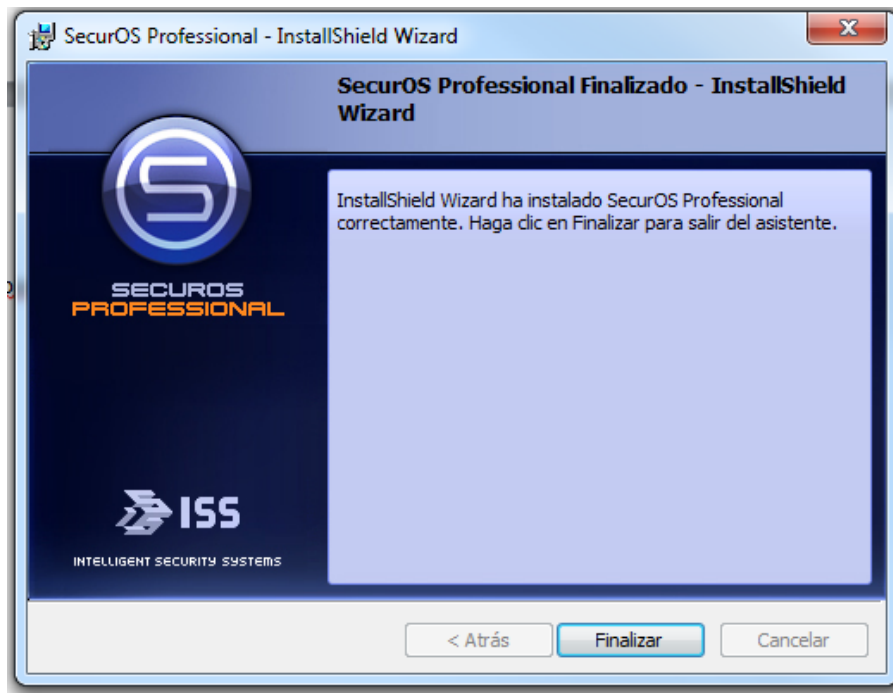 SecurOS Professional - InstallShield Wizard
SecurOS Professional Finalizado - InstallShield
Wizard
InstallShield Wizard ha instalado SecurOS Professional
correctamente. Haga clic en Finalizar para salir del asistente.
SECUROS
PROFESSIONAL
ISS
INTELLIGENT SECURITY SYSTEMS
< Atrás
Finalizar
Cancelar